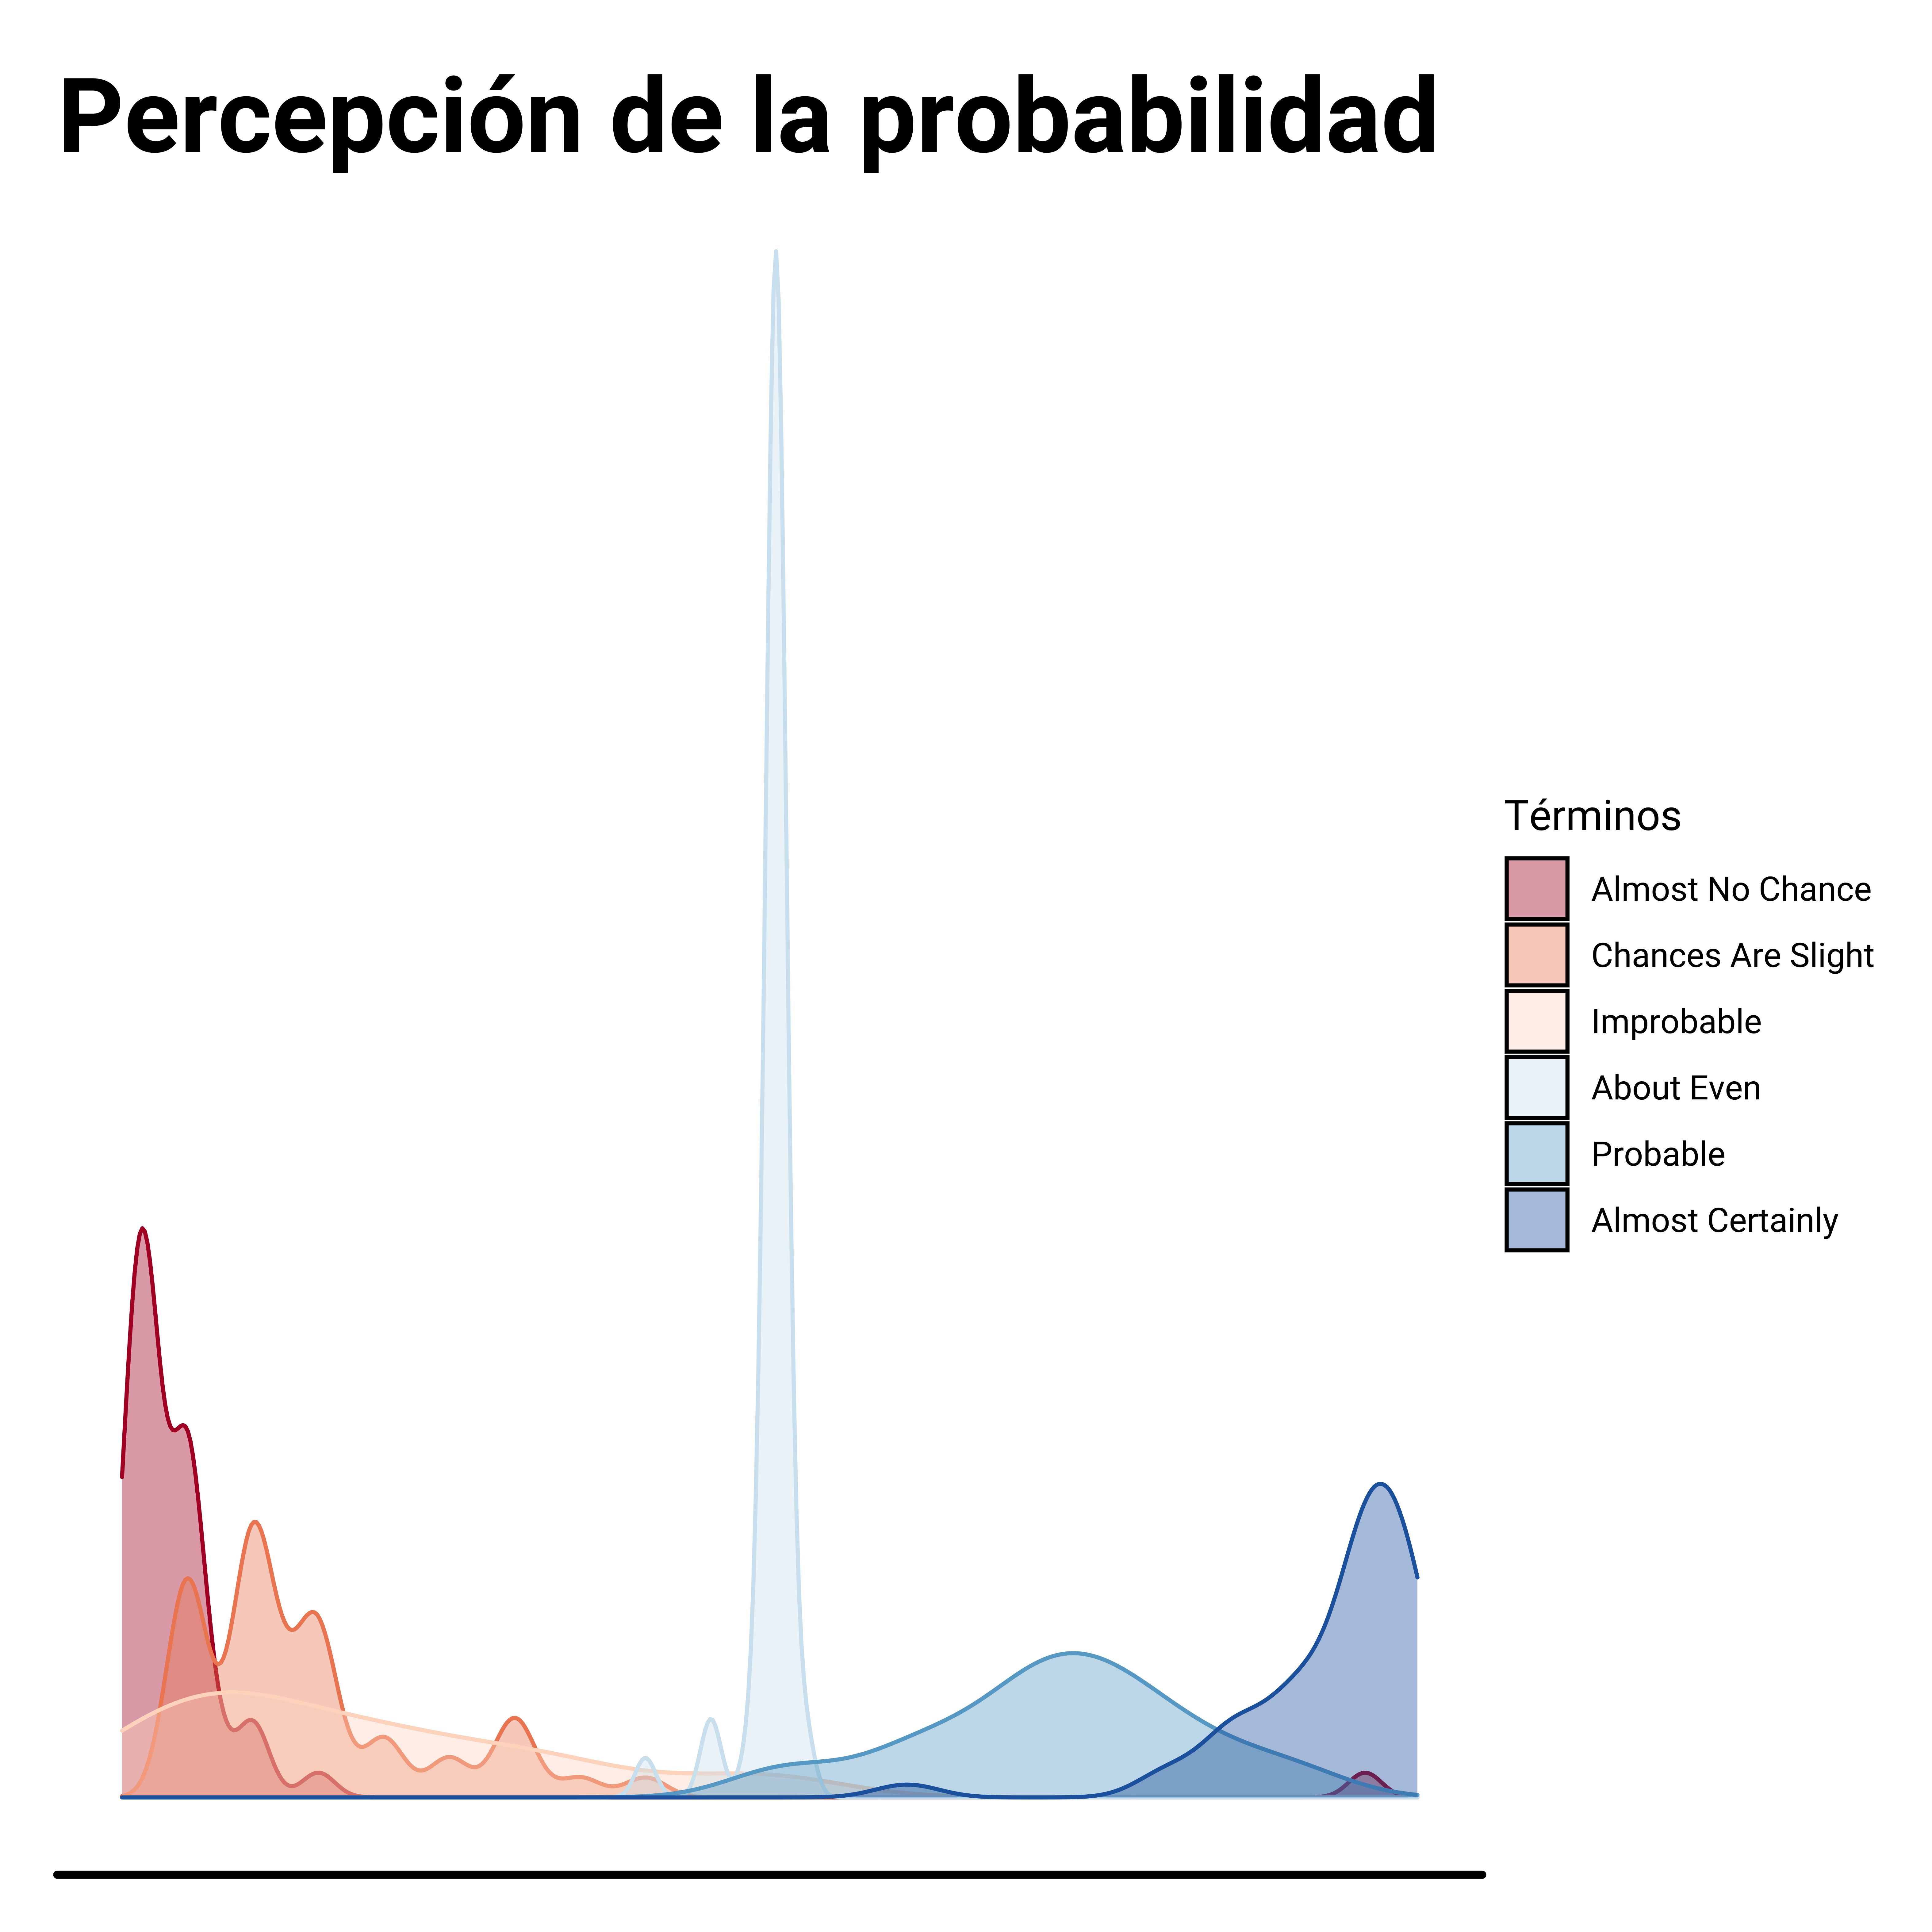 Percepción de la probabilidad
Términos
Almost No Chance
Chances Are Slight
Improbable
About Even
Probable
Almost Certainly